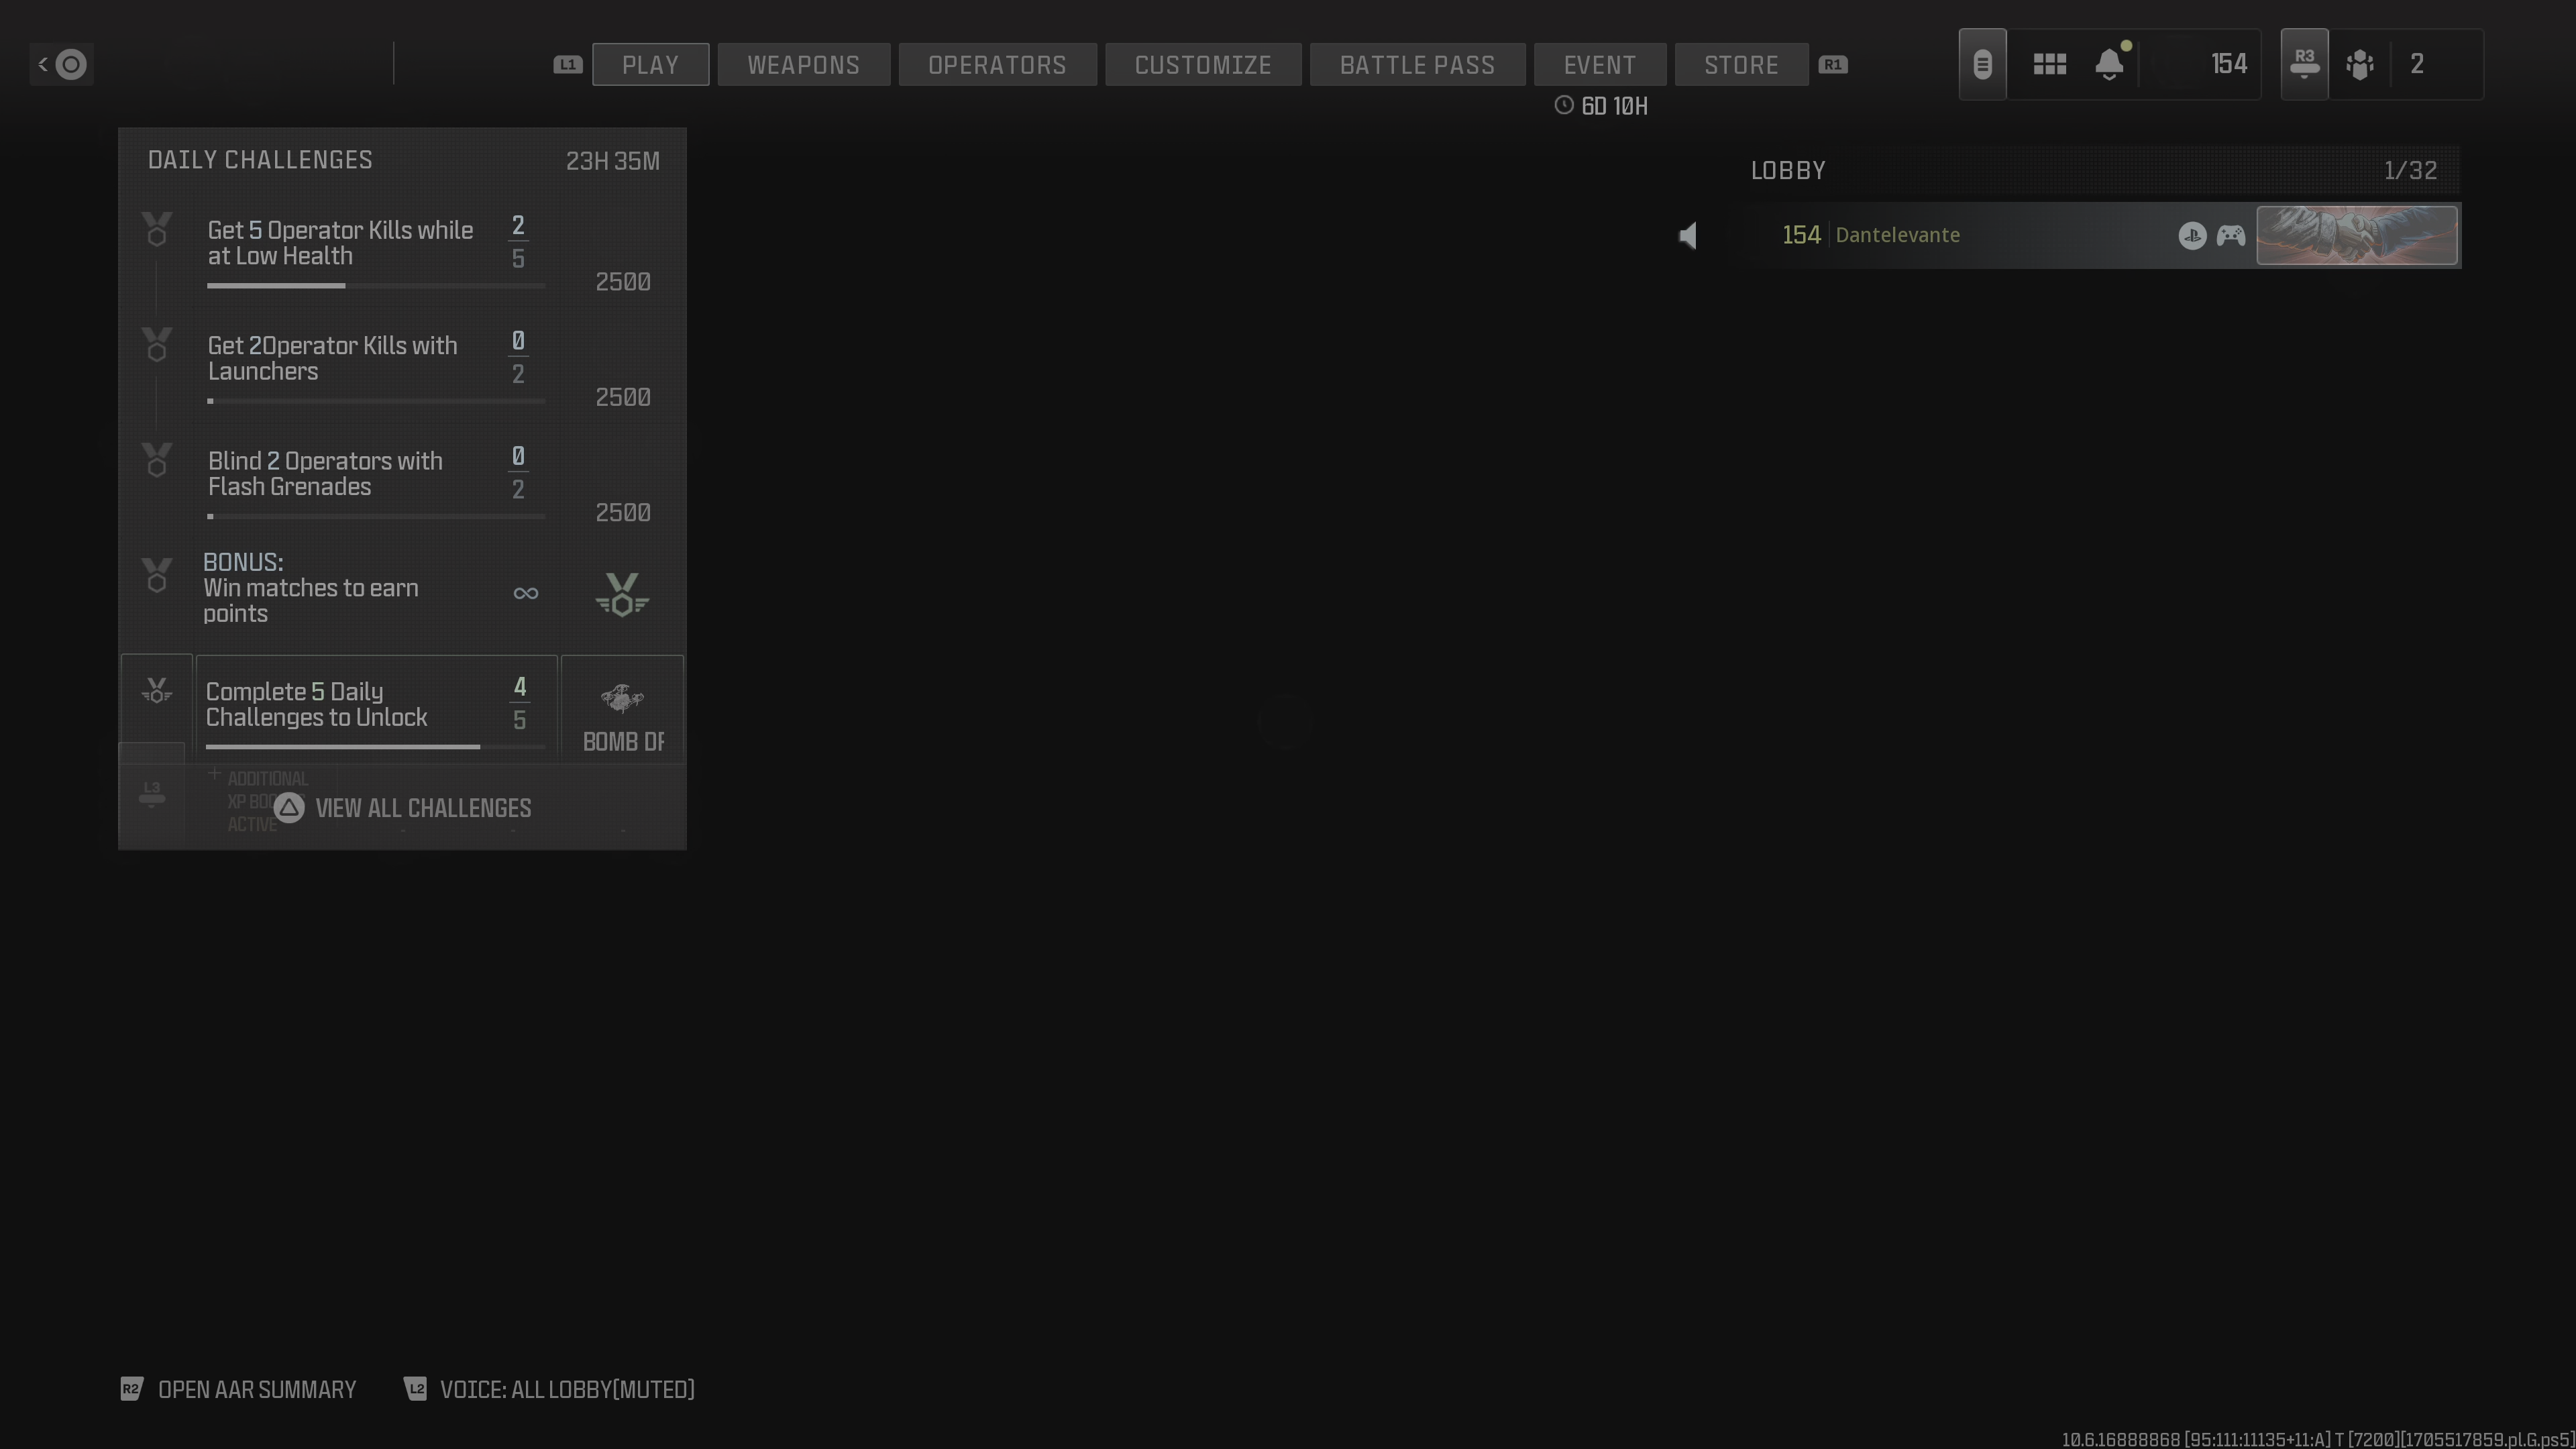 L1 PLAY WEAPONS OPERATORS CUSTOMIZE BATTLE PASS EVENT STORE R1 154 R3 2
6D 10H
DAILY CHALLENGES 23H 35M
Get 5 Operator Kills while
at Low Health
2
5
2500
Get 2Operator Kills with
Launchers
0
2
2500
Blind 2 Operators with
Flash Grenades
0
2
2500
BONUS:
Win matches to earn
points
∞
Complete 5 Daily
Challenges to Unlock
4
5
BOMB DR
L3
+ ADDITIONAL
XP BOO
ACTIVE
VIEW ALL CHALLENGES
LOBBY 1/32
154 Dantelevante
R2 OPEN AAR SUMMARY L2 VOICE: ALL LOBBY[MUTED]
10.6.16888868 [95:111:11135+11:A] T [7200][1705517859.pl.G.ps5]